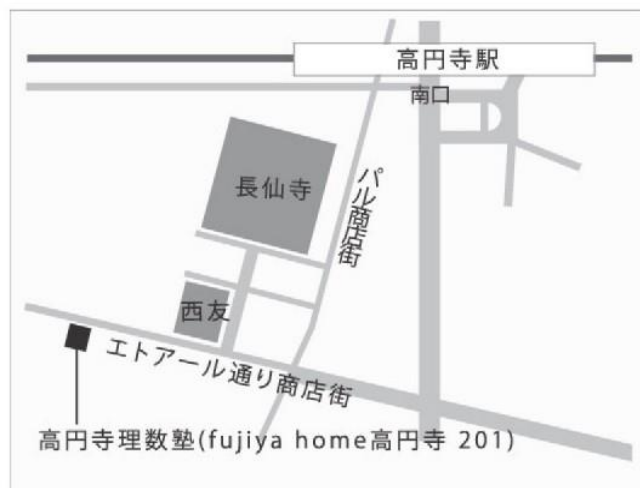 高円寺駅
南口
長仙寺
パル商店街
西友
エトアール通り商店街
高円寺理数塾(fujiya home高円寺 201)